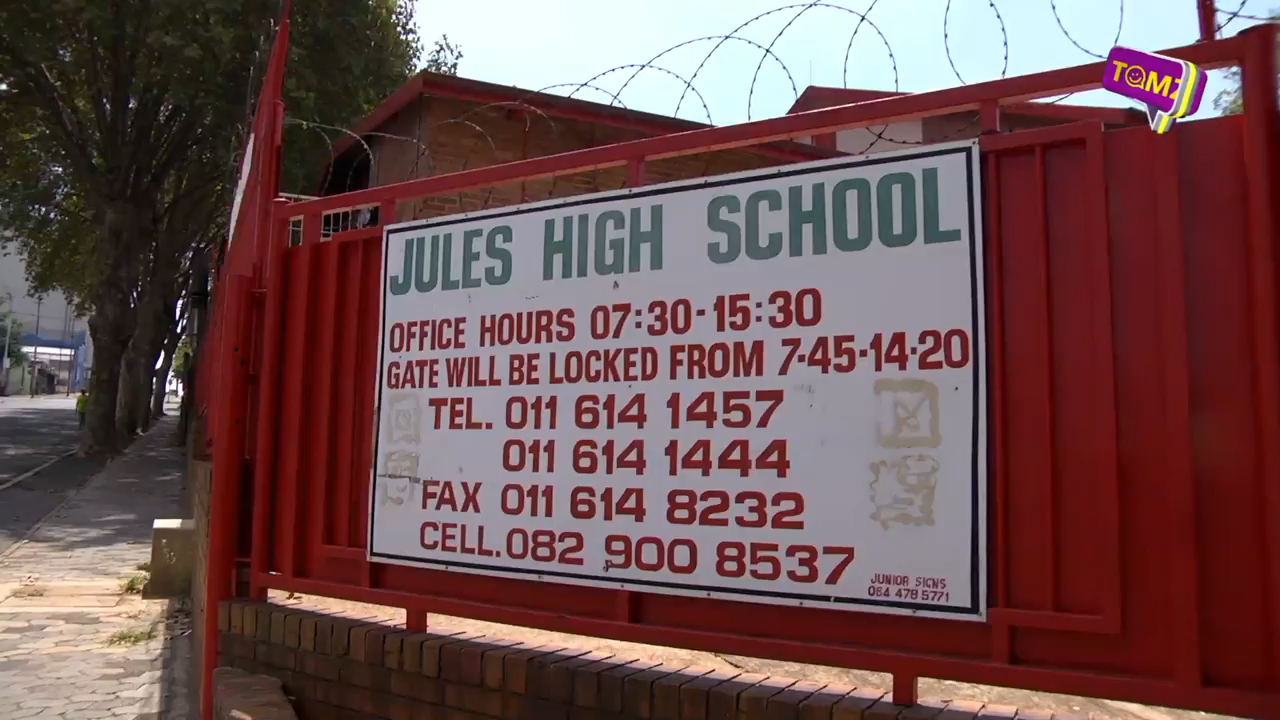 TAMZ
JULES HIGH SCHOOL
OFFICE HOURS 07:30-15:30
GATE WILL BE LOCKED FROM 7-45-14-20
TEL. 011 614 1457
011 614 1444
FAX 011 614 8232
CELL. 082 900 8537
JUNIOR SIGNS
084 478 5771